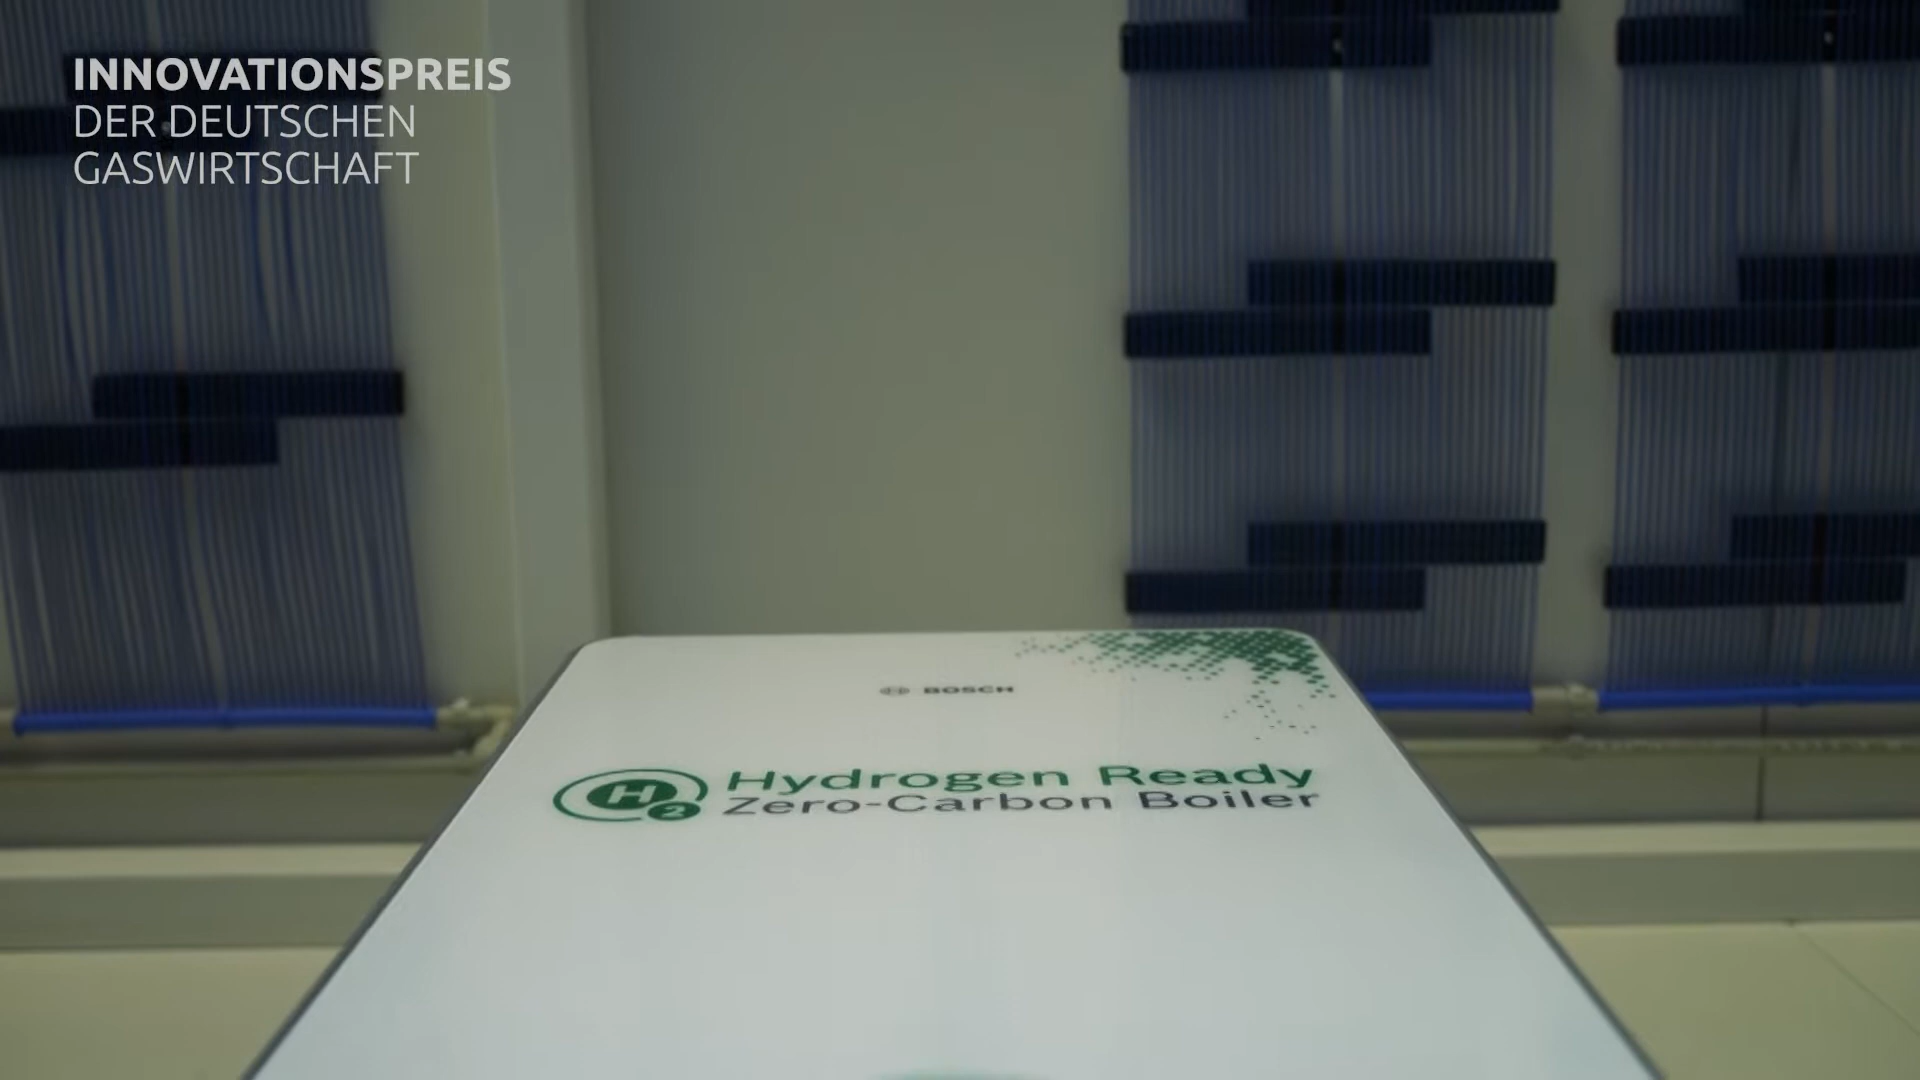 INNOVATIONSPREIS
DER DEUTSCHEN
GASWIRTSCHAFT
BOSCH
H2
Hydrogen Ready
Zero-Carbon Boiler